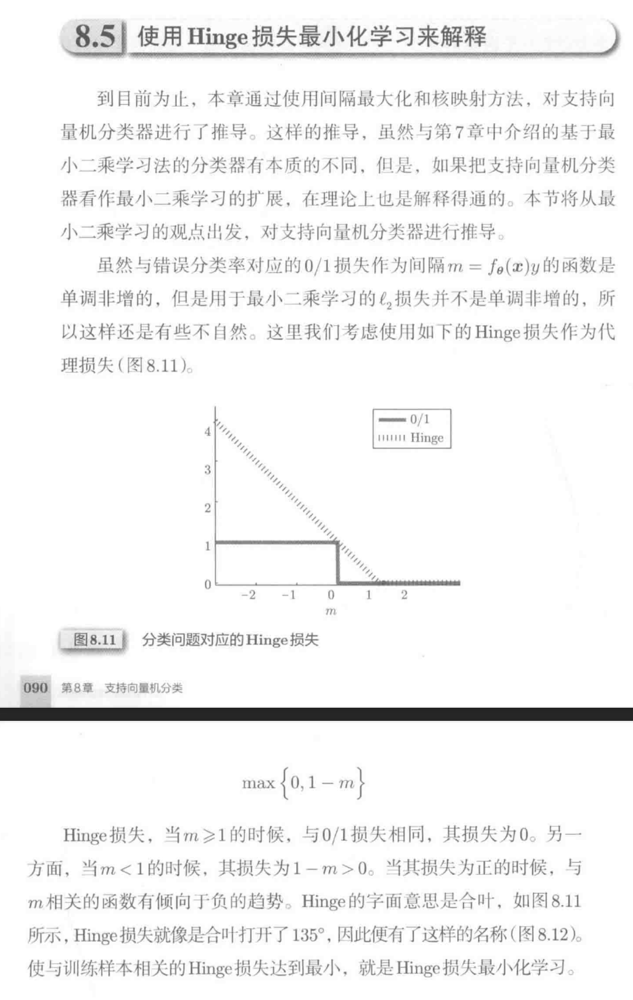 8.5 使用Hinge损失最小化学习来解释
到目前为止，本章通过使用间隔最大化和核映射方法，对支持向
量机分类器进行了推导。这样的推导，虽然与第7章中介绍的基于最
小二乘学习法的分类器有本质的不同，但是，如果把支持向量机分类
器看作最小二乘学习的扩展，在理论上也是解释得通的。本节将从最
小二乘学习的观点出发，对支持向量机分类器进行推导。
虽然与错误分类率对应的0/1损失作为间隔m = f_θ(x)y的函数是
单调非增的，但是用于最小二乘学习的ℓ₂损失并不是单调非增的，所
以这样还是有些不自然。这里我们考虑使用如下的Hinge损失作为代
理损失(图8.11)。
0/1
Hinge
4
3
2
1
0
-2 -1 0 1 2
m
图8.11 分类问题对应的Hinge损失
090 第8章 支持向量机分类
max{0, 1 − m}
Hinge损失，当m⩾1的时候，与0/1损失相同，其损失为0。另一
方面，当m<1的时候，其损失为1−m>0。当其损失为正的时候，与
m相关的函数有倾向于负的趋势。Hinge的字面意思是合叶，如图8.11
所示，Hinge损失就像是合叶打开了135°，因此便有了这样的名称(图8.12)。
使与训练样本相关的Hinge损失达到最小，就是Hinge损失最小化学习。